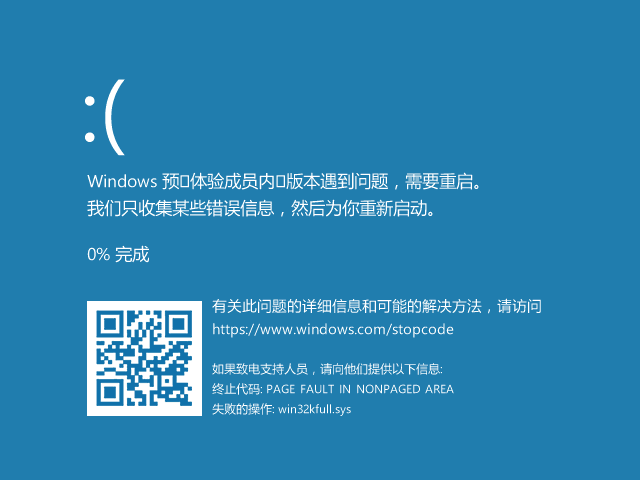 :(
Windows 预▯体验成员内▯版本遇到问题，需要重启。
我们只收集某些错误信息，然后为你重新启动。
0% 完成
有关此问题的详细信息和可能的解决方法，请访问
https://www.windows.com/stopcode
如果致电支持人员，请向他们提供以下信息:
终止代码: PAGE FAULT IN NONPAGED AREA
失败的操作: win32kfull.sys